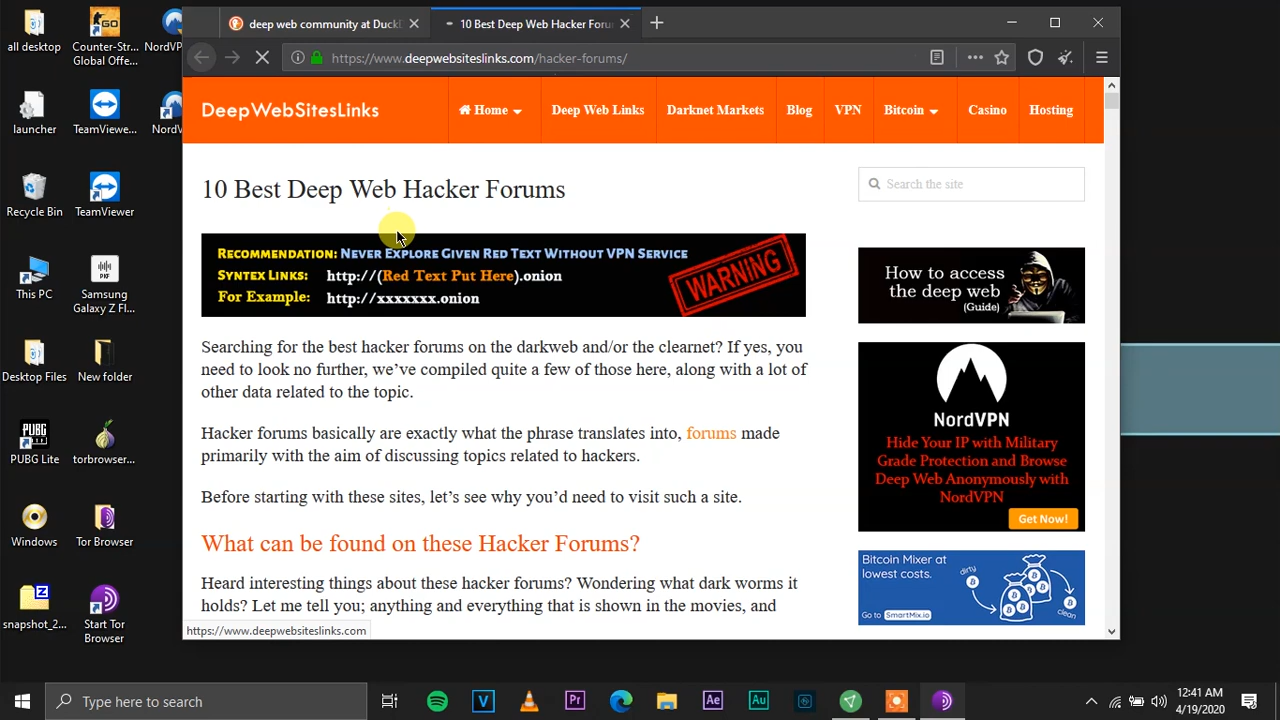 all desktop
Counter-Str...
Global Offe...
NordVP
launcher
TeamViewe...
NordV
Recycle Bin
TeamViewer
This PC
Samsung
Galaxy Z Fl...
Desktop Files
New folder
PUBG Lite
torbrowser...
Windows
Tor Browser
snapshot_2...
Start Tor
Browser
deep web community at DuckD
10 Best Deep Web Hacker Forum
https://www.deepwebsiteslinks.com/hacker-forums/
DeepWebSitesLinks
Home
Deep Web Links
Darknet Markets
Blog
VPN
Bitcoin
Casino
Hosting
10 Best Deep Web Hacker Forums
Search the site
RECOMMENDATION: NEVER EXPLORE GIVEN RED TEXT WITHOUT VPN SERVICE
SYNTEX LINKS: http://(Red Text Put Here).onion
For Example: http://xxxxxxx.onion
WARNING
How to access
the deep web
(Guide)
Searching for the best hacker forums on the darkweb and/or the clearnet? If yes, you
need to look no further, we've compiled quite a few of those here, along with a lot of
other data related to the topic.
Hacker forums basically are exactly what the phrase translates into, forums made
primarily with the aim of discussing topics related to hackers.
Before starting with these sites, let's see why you'd need to visit such a site.
What can be found on these Hacker Forums?
Heard interesting things about these hacker forums? Wondering what dark worms it
holds? Let me tell you; anything and everything that is shown in the movies, and
NordVPN
Hide Your IP with Military
Grade Protection and Browse
Deep Web Anonymously with
NordVPN
Get Now!
Bitcoin Mixer at
lowest costs.
dirty
clean
Go to SmartMix.io
https://www.deepwebsiteslinks.com
Type here to search
12:41 AM
4/19/2020